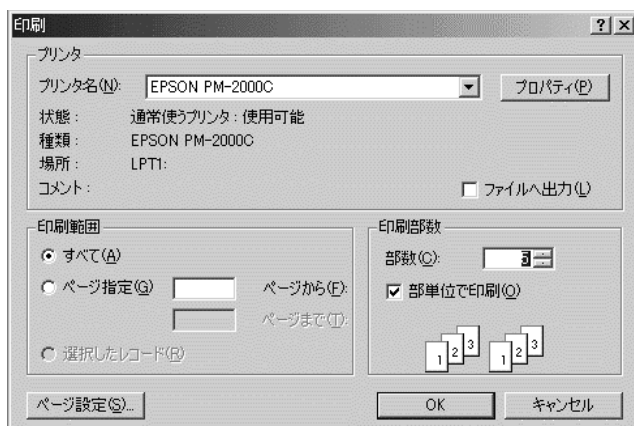 印刷
プリンタ
プリンタ名(N): EPSON PM-2000C プロパティ(P)
状態： 通常使うプリンタ：使用可能
種類： EPSON PM-2000C
場所： LPT1:
コメント： ファイルへ出力(L)
印刷範囲
すべて(A)
ページ指定(G) ページから(F):
ページまで(T):
選択したレコード(R)
印刷部数
部数(C):
部単位で印刷(O)
1 2 3 1 2 3
ページ設定(S)...
OK キャンセル